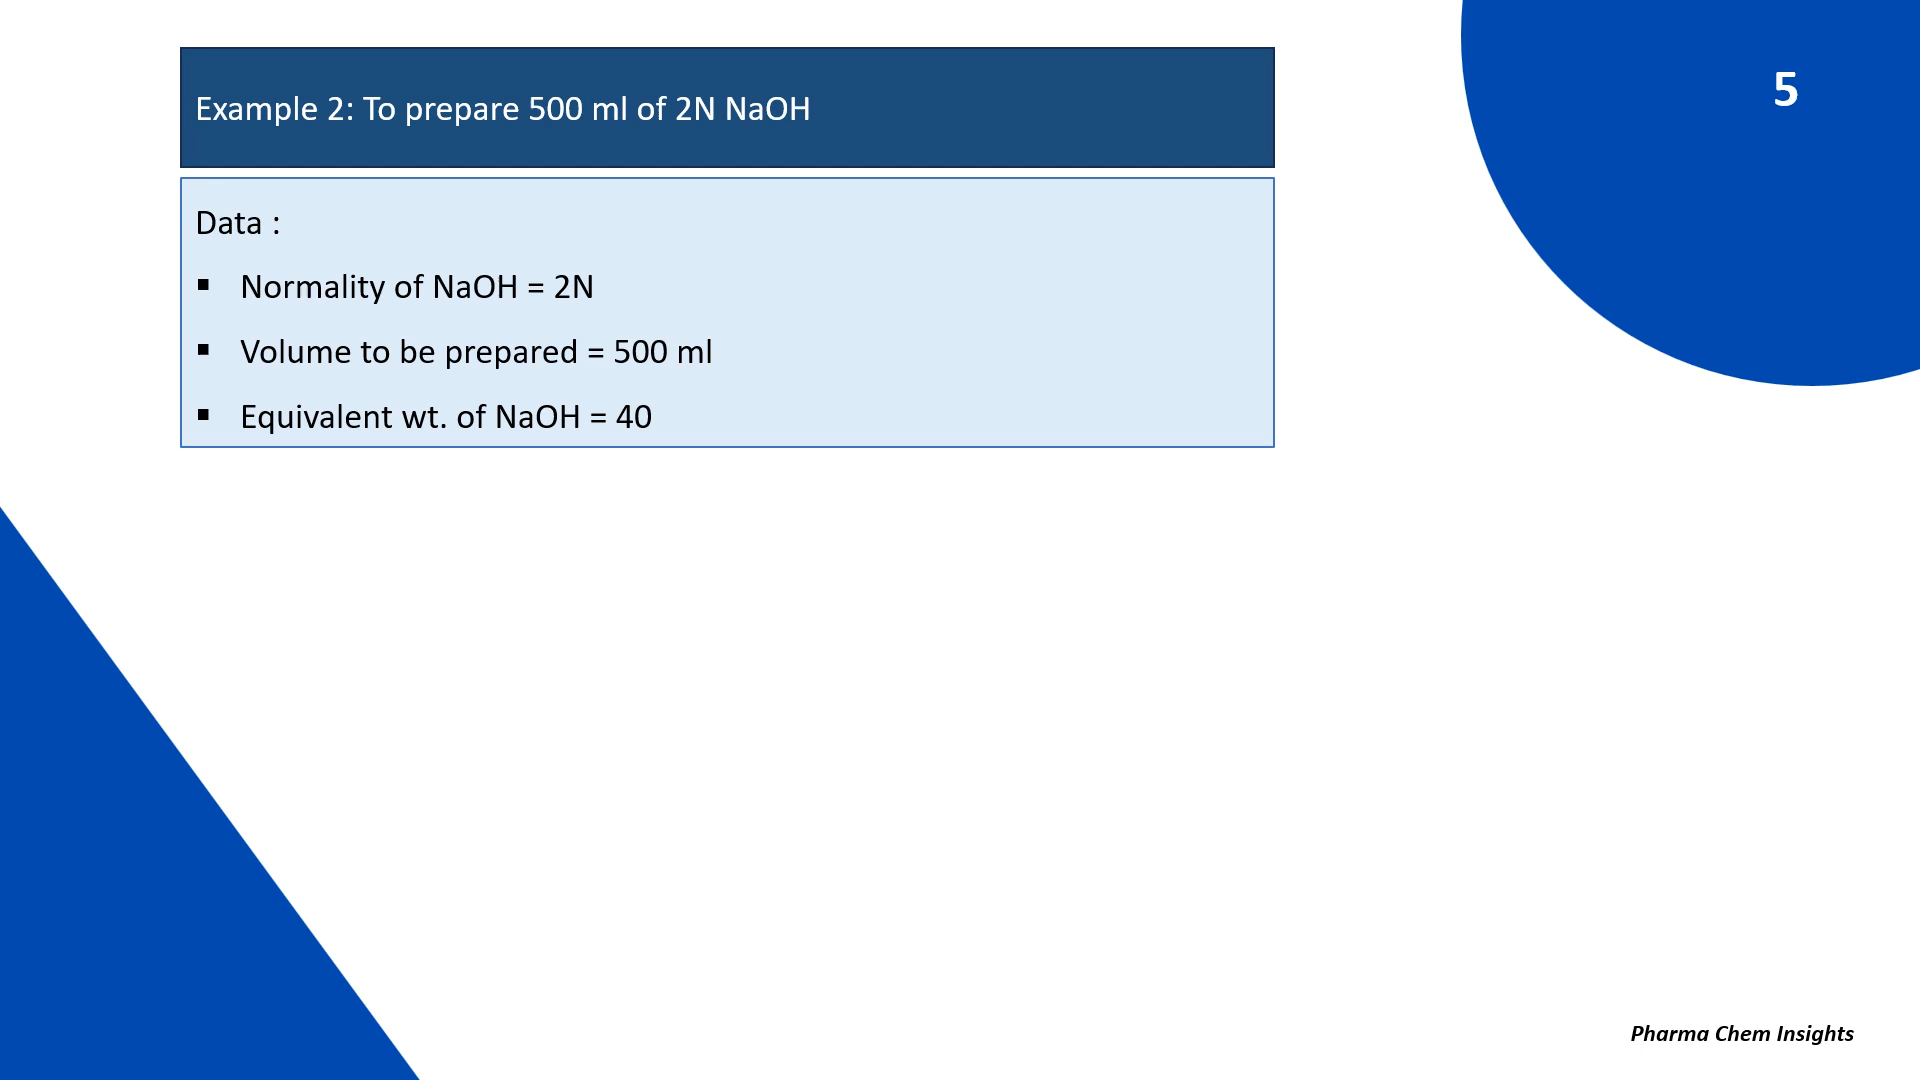 5
Example 2: To prepare 500 ml of 2N NaOH
Data :
▪ Normality of NaOH = 2N
▪ Volume to be prepared = 500 ml
▪ Equivalent wt. of NaOH = 40
Pharma Chem Insights